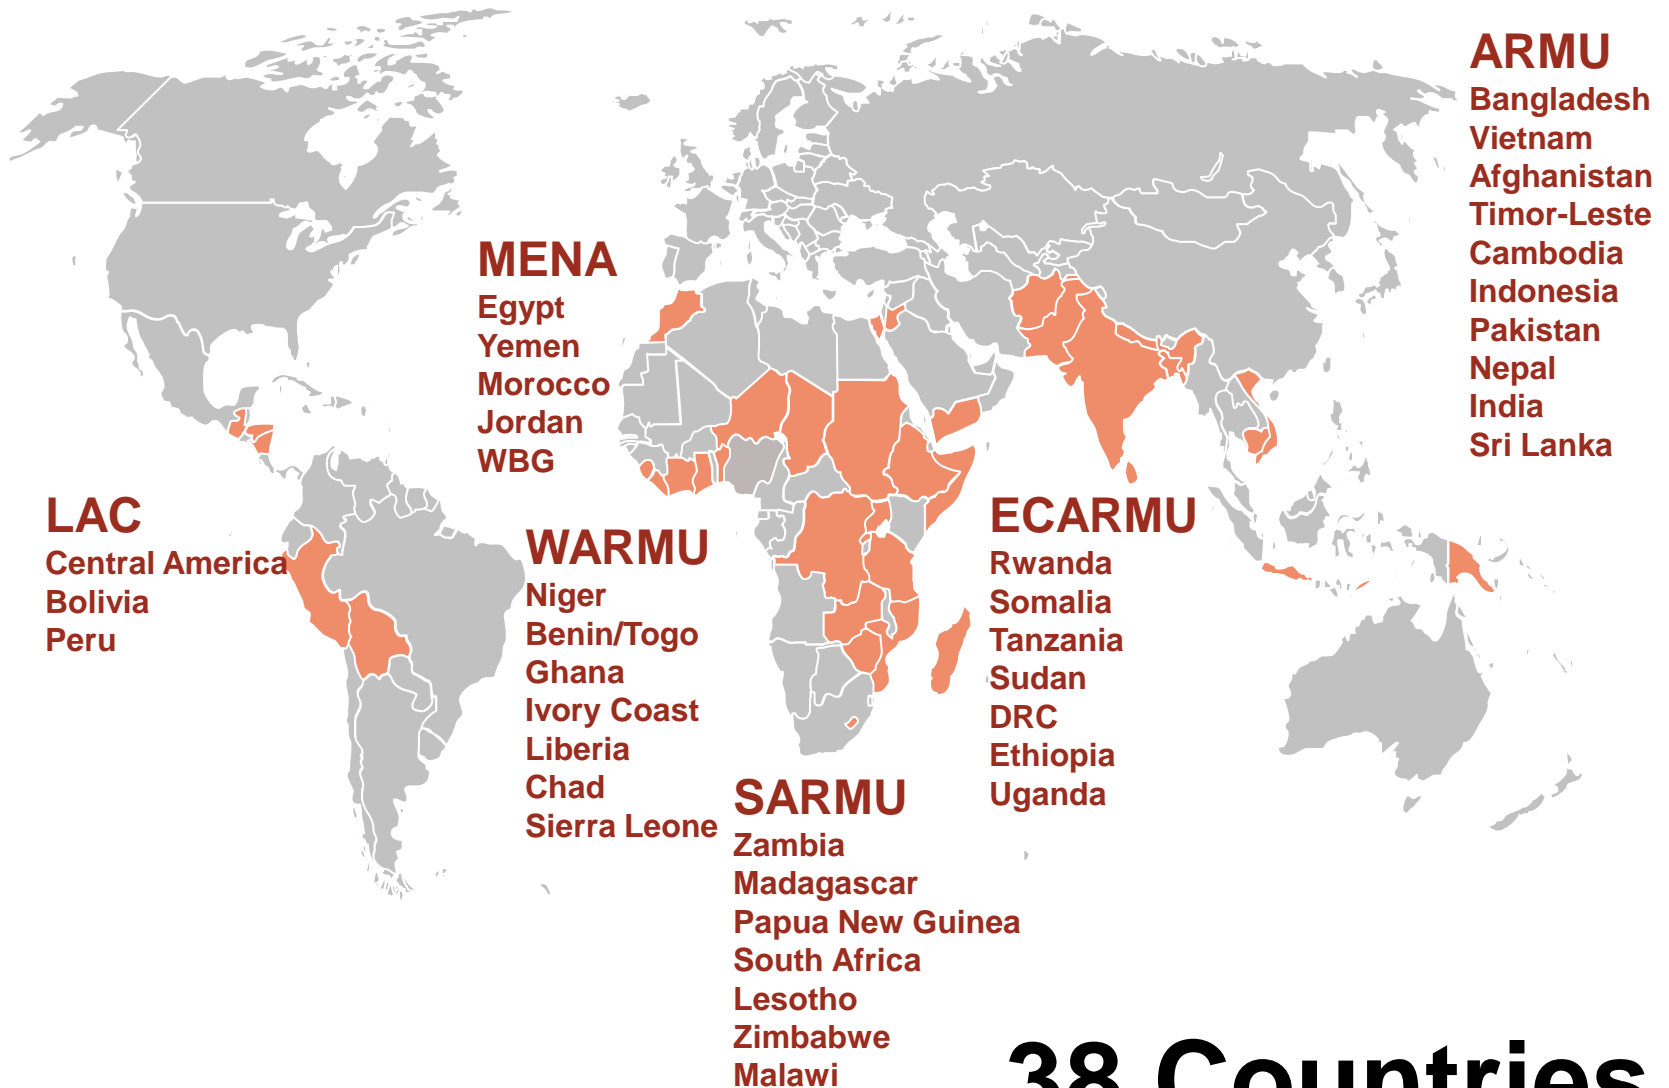 ARMU
Bangladesh
Vietnam
Afghanistan
Timor-Leste
Cambodia
Indonesia
Pakistan
Nepal
India
Sri Lanka
MENA
Egypt
Yemen
Morocco
Jordan
WBG
LAC
Central America
Bolivia
Peru
WARMU
Niger
Benin/Togo
Ghana
Ivory Coast
Liberia
Chad
Sierra Leone
ECARMU
Rwanda
Somalia
Tanzania
Sudan
DRC
Ethiopia
Uganda
SARMU
Zambia
Madagascar
Papua New Guinea
South Africa
Lesotho
Zimbabwe
Malawi
38 Countries